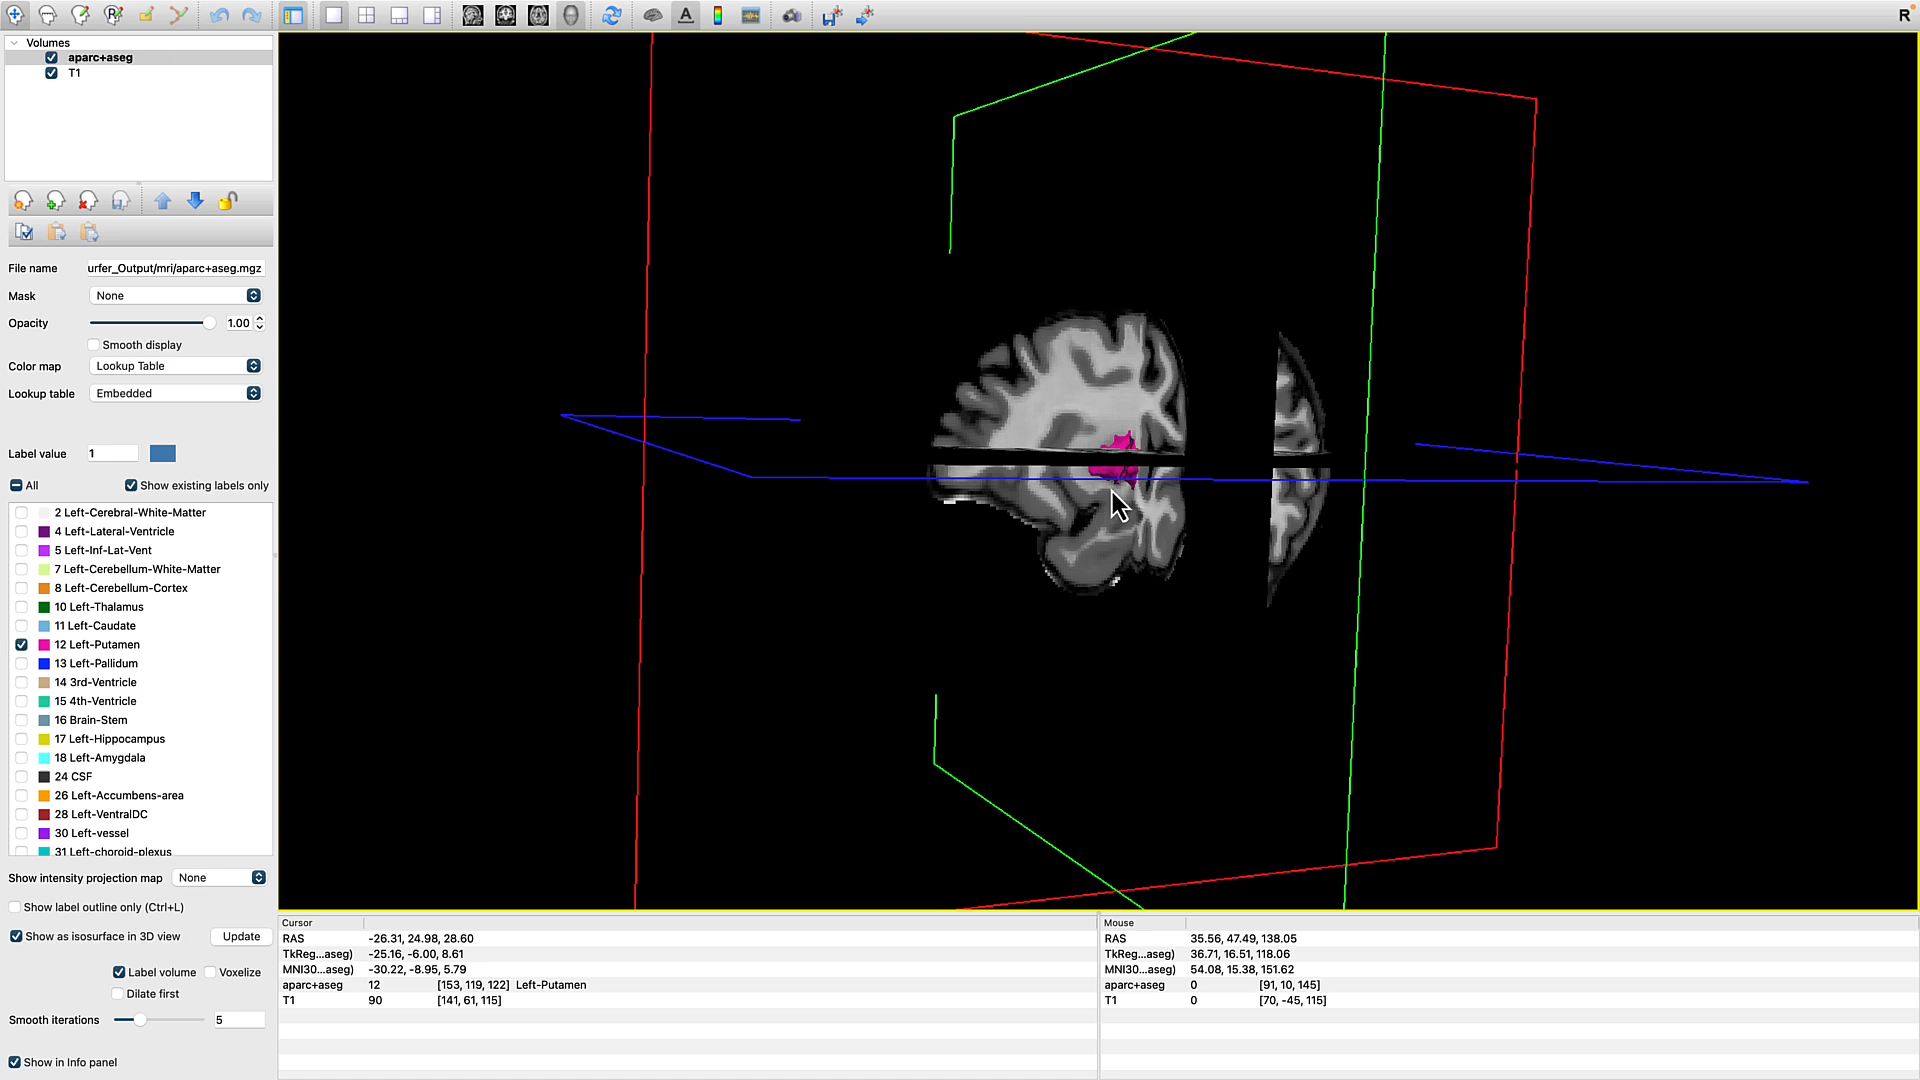 A
R
Volumes
aparc+aseg
T1
File name urfer_Output/mri/aparc+aseg.mgz
Mask None
Opacity 1.00
Smooth display
Color map Lookup Table
Lookup table Embedded
Label value 1
All Show existing labels only
2 Left-Cerebral-White-Matter
4 Left-Lateral-Ventricle
5 Left-Inf-Lat-Vent
7 Left-Cerebellum-White-Matter
8 Left-Cerebellum-Cortex
10 Left-Thalamus
11 Left-Caudate
12 Left-Putamen
13 Left-Pallidum
14 3rd-Ventricle
15 4th-Ventricle
16 Brain-Stem
17 Left-Hippocampus
18 Left-Amygdala
24 CSF
26 Left-Accumbens-area
28 Left-VentralDC
30 Left-vessel
31 Left-choroid-plexus
Show intensity projection map None
Show label outline only (Ctrl+L)
Show as isosurface in 3D view Update
Label volume Voxelize
Dilate first
Smooth iterations 5
Show in Info panel
Cursor
RAS -26.31, 24.98, 28.60
TkReg...aseg) -25.16, -6.00, 8.61
MNI30...aseg) -30.22, -8.95, 5.79
aparc+aseg 12 [153, 119, 122] Left-Putamen
T1 90 [141, 61, 115]
Mouse
RAS 35.56, 47.49, 138.05
TkReg...aseg) 36.71, 16.51, 118.06
MNI30...aseg) 54.08, 15.38, 151.62
aparc+aseg 0 [91, 10, 145]
T1 0 [70, -45, 115]